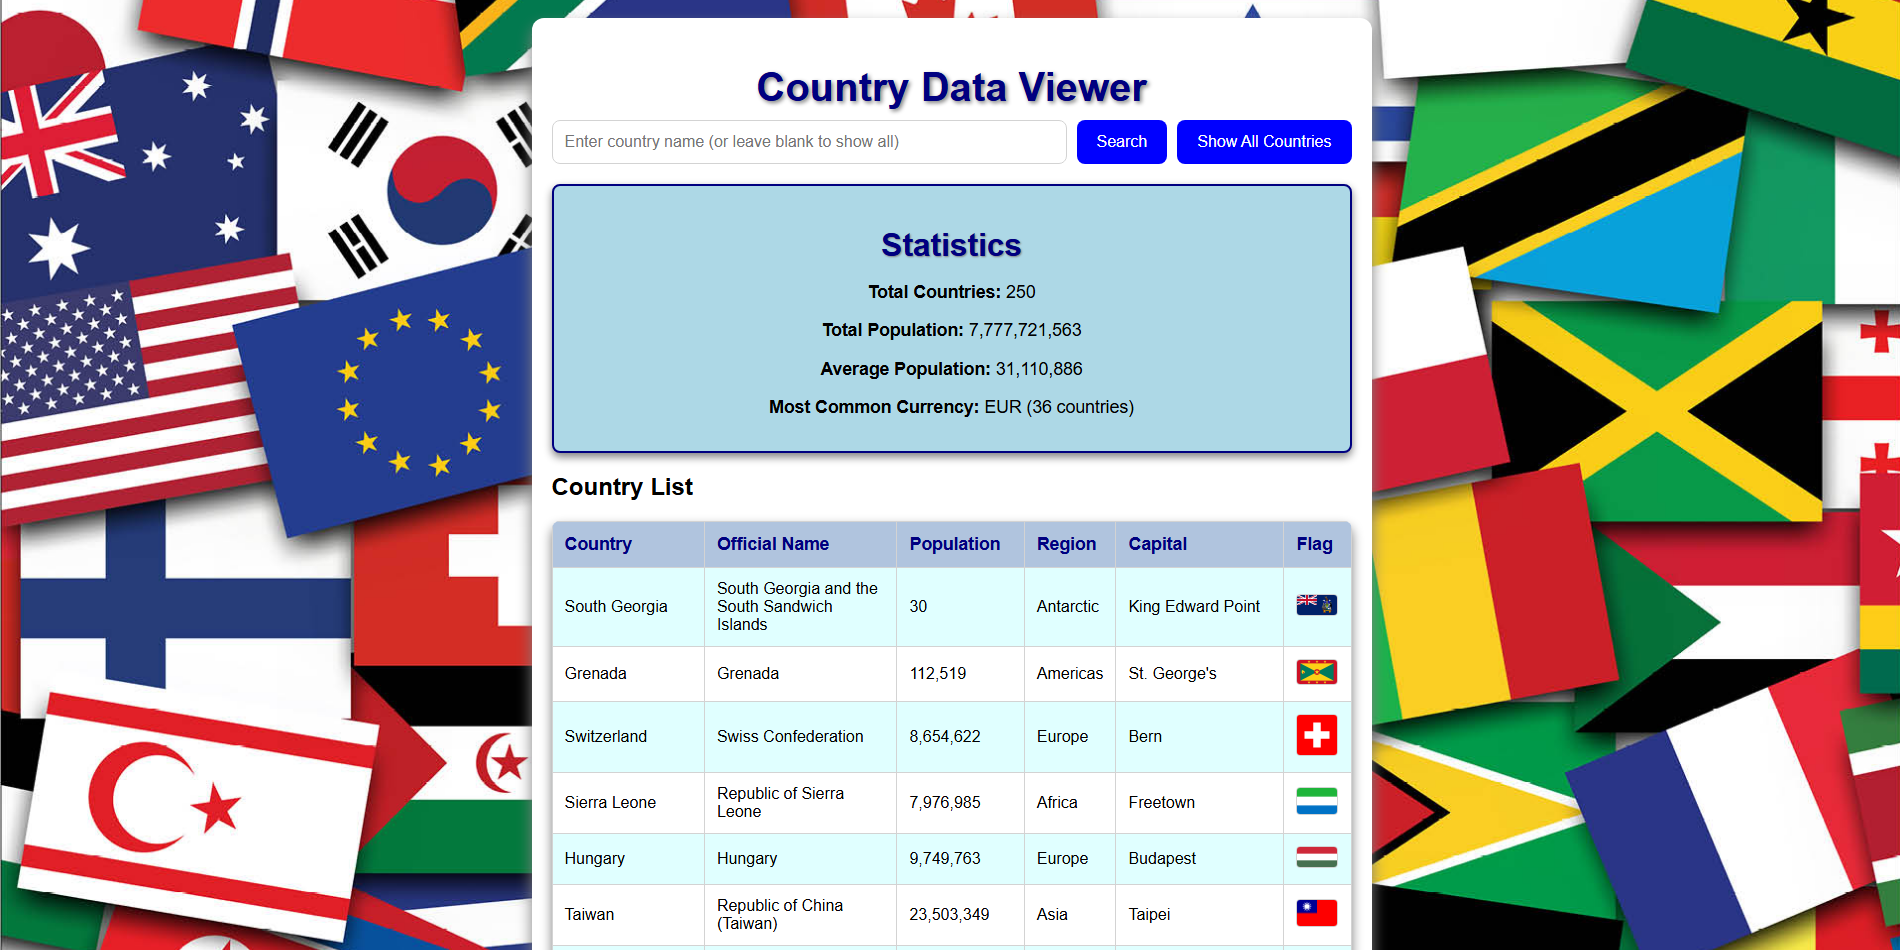 Country Data Viewer
Enter country name (or leave blank to show all)
Search
Show All Countries
Statistics
Total Countries: 250
Total Population: 7,777,721,563
Average Population: 31,110,886
Most Common Currency: EUR (36 countries)
Country List
Country Official Name Population Region Capital Flag
South Georgia
South Georgia and the
South Sandwich
Islands
30
Antarctic
King Edward Point
Grenada Grenada 112,519 Americas St. George's
Switzerland Swiss Confederation 8,654,622 Europe Bern
Sierra Leone
Republic of Sierra
Leone
7,976,985
Africa
Freetown
Hungary Hungary 9,749,763 Europe Budapest
Taiwan
Republic of China
(Taiwan)
23,503,349
Asia
Taipei